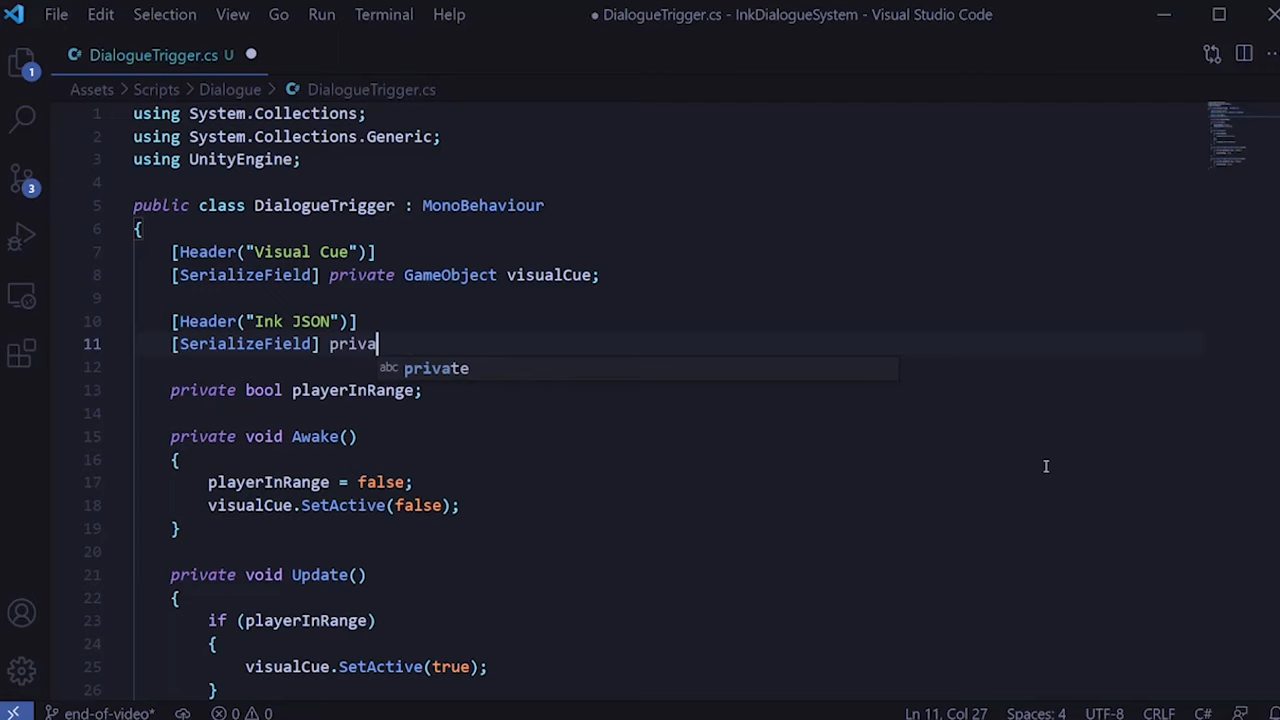 File Edit Selection View Go Run Terminal Help ● DialogueTrigger.cs - InkDialogueSystem - Visual Studio Code
DialogueTrigger.cs U
Assets > Scripts > Dialogue > DialogueTrigger.cs
1 using System.Collections;
2 using System.Collections.Generic;
3 using UnityEngine;
4
5 public class DialogueTrigger : MonoBehaviour
6 {
7 [Header("Visual Cue")]
8 [SerializeField] private GameObject visualCue;
9
10 [Header("Ink JSON")]
11 [SerializeField] priva
abc private
12
13 private bool playerInRange;
14
15 private void Awake()
16 {
17 playerInRange = false;
18 visualCue.SetActive(false);
19 }
20
21 private void Update()
22 {
23 if (playerInRange)
24 {
25 visualCue.SetActive(true);
26 }
1
3
end-of-video* 0 0 Ln 11, Col 27 Spaces: 4 UTF-8 CRLF C#